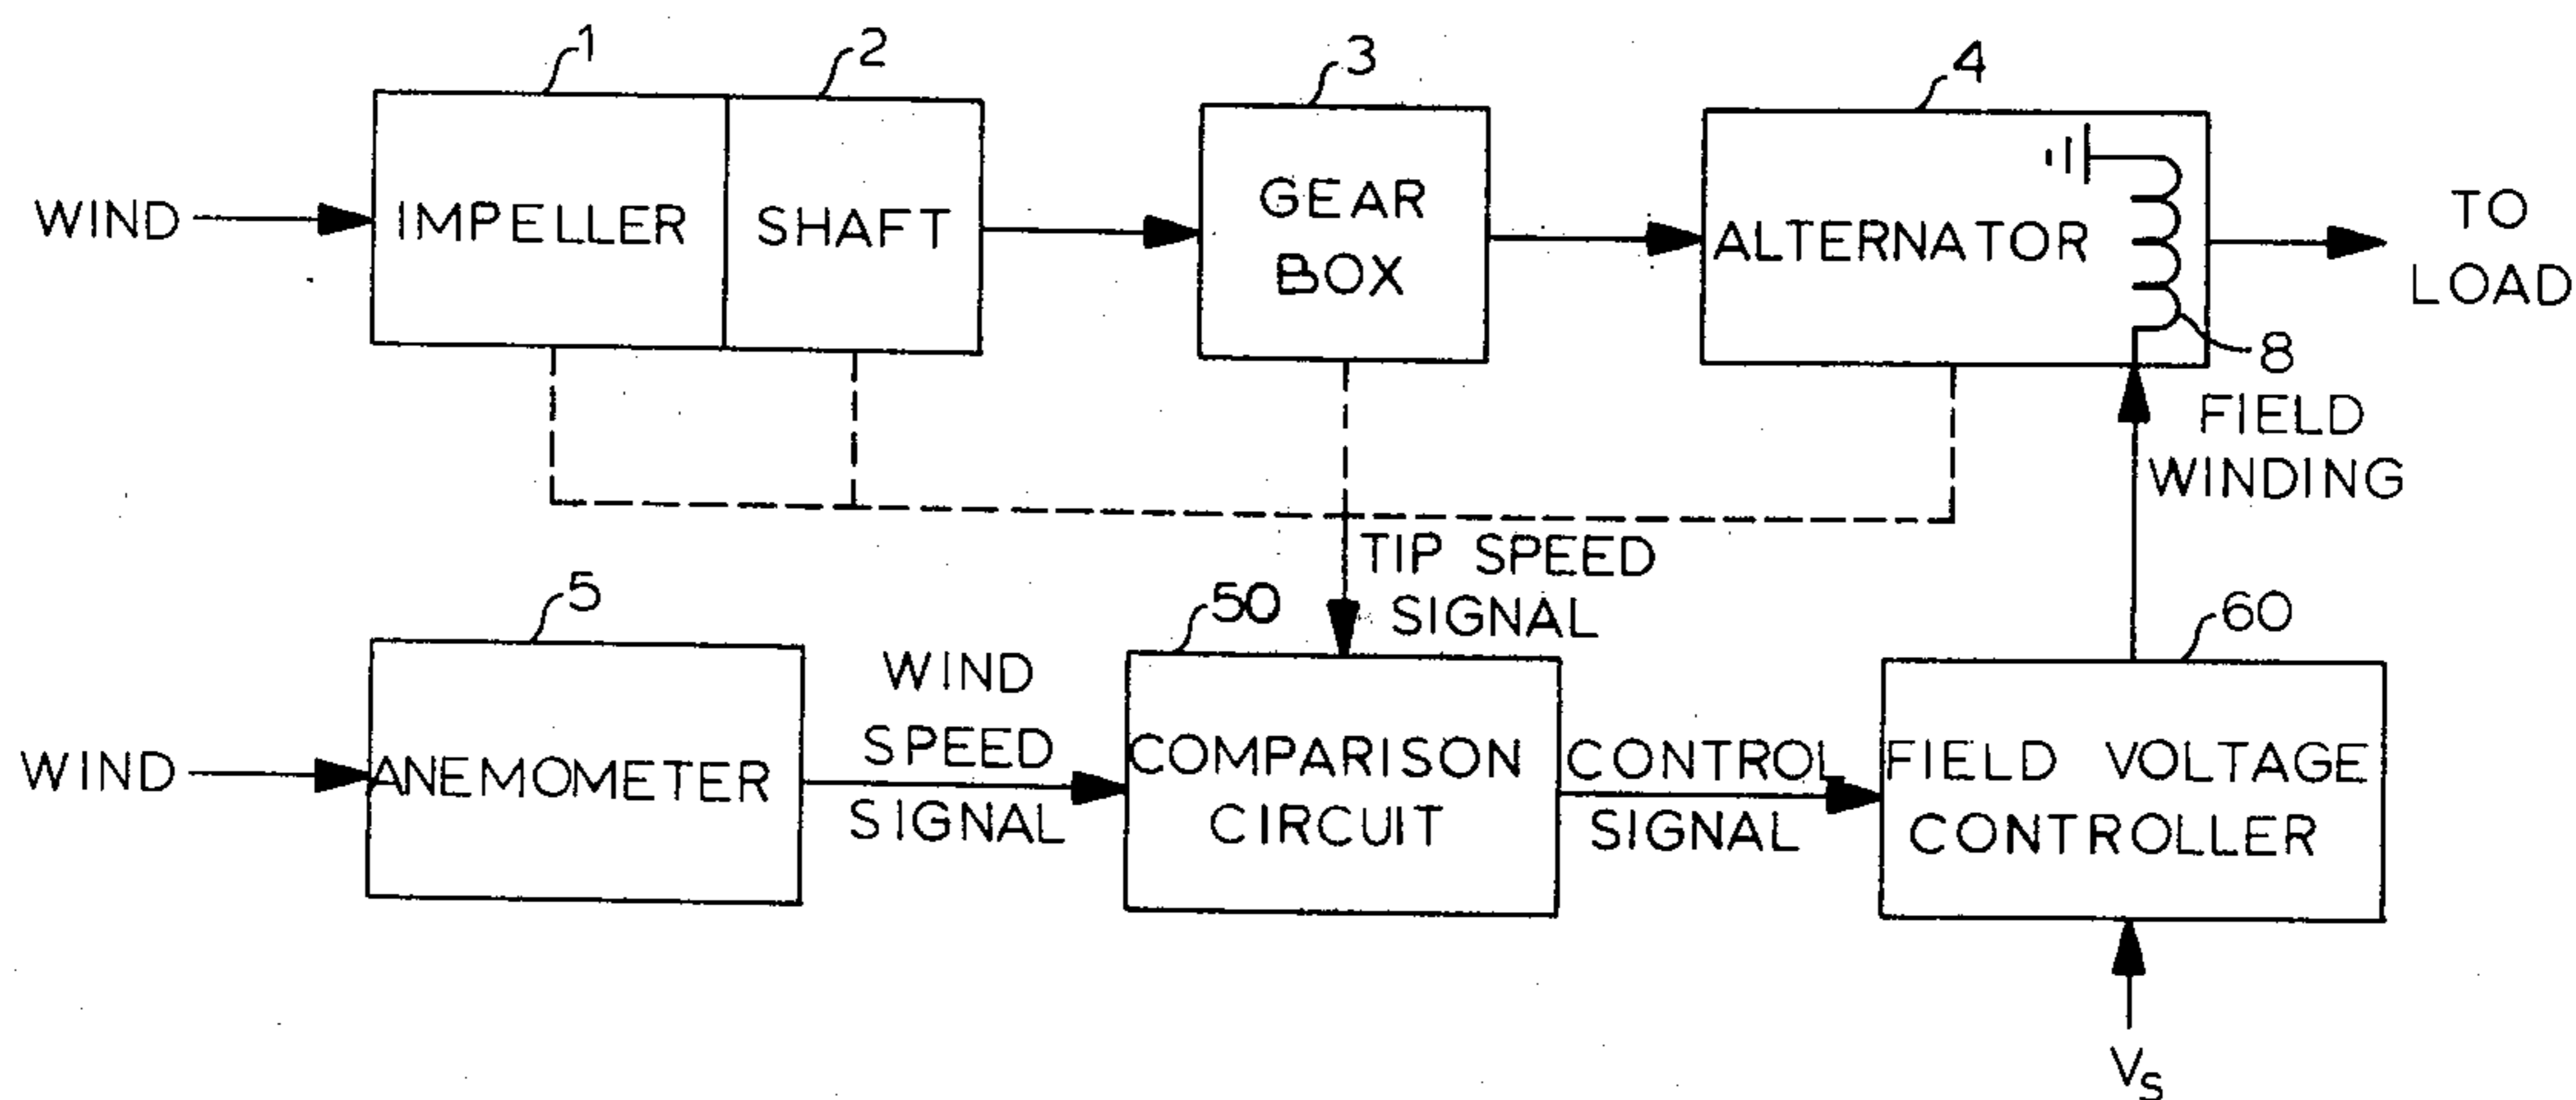 1
2
3
4
WIND
IMPELLER
SHAFT
GEAR
BOX
ALTERNATOR
TO
LOAD
8
FIELD
WINDING
TIP SPEED
SIGNAL
5
50
60
WIND
ANEMOMETER
WIND
SPEED
SIGNAL
COMPARISON
CIRCUIT
CONTROL
SIGNAL
FIELD VOLTAGE
CONTROLLER
VS